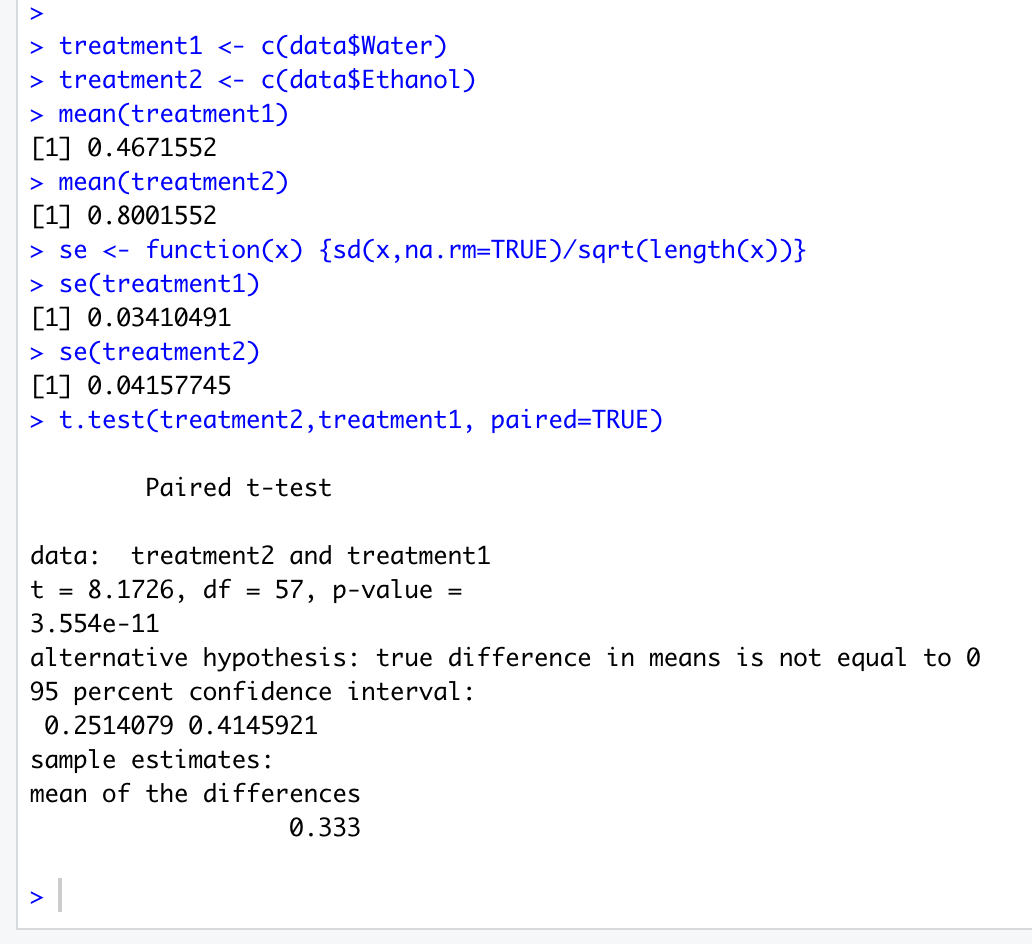 >
> treatment1 <- c(data$Water)
> treatment2 <- c(data$Ethanol)
> mean(treatment1)
[1] 0.4671552
> mean(treatment2)
[1] 0.8001552
> se <- function(x) {sd(x,na.rm=TRUE)/sqrt(length(x))}
> se(treatment1)
[1] 0.03410491
> se(treatment2)
[1] 0.04157745
> t.test(treatment2,treatment1, paired=TRUE)
Paired t-test
data:  treatment2 and treatment1
t = 8.1726, df = 57, p-value =
3.554e-11
alternative hypothesis: true difference in means is not equal to 0
95 percent confidence interval:
0.2514079 0.4145921
sample estimates:
mean of the differences
0.333
>